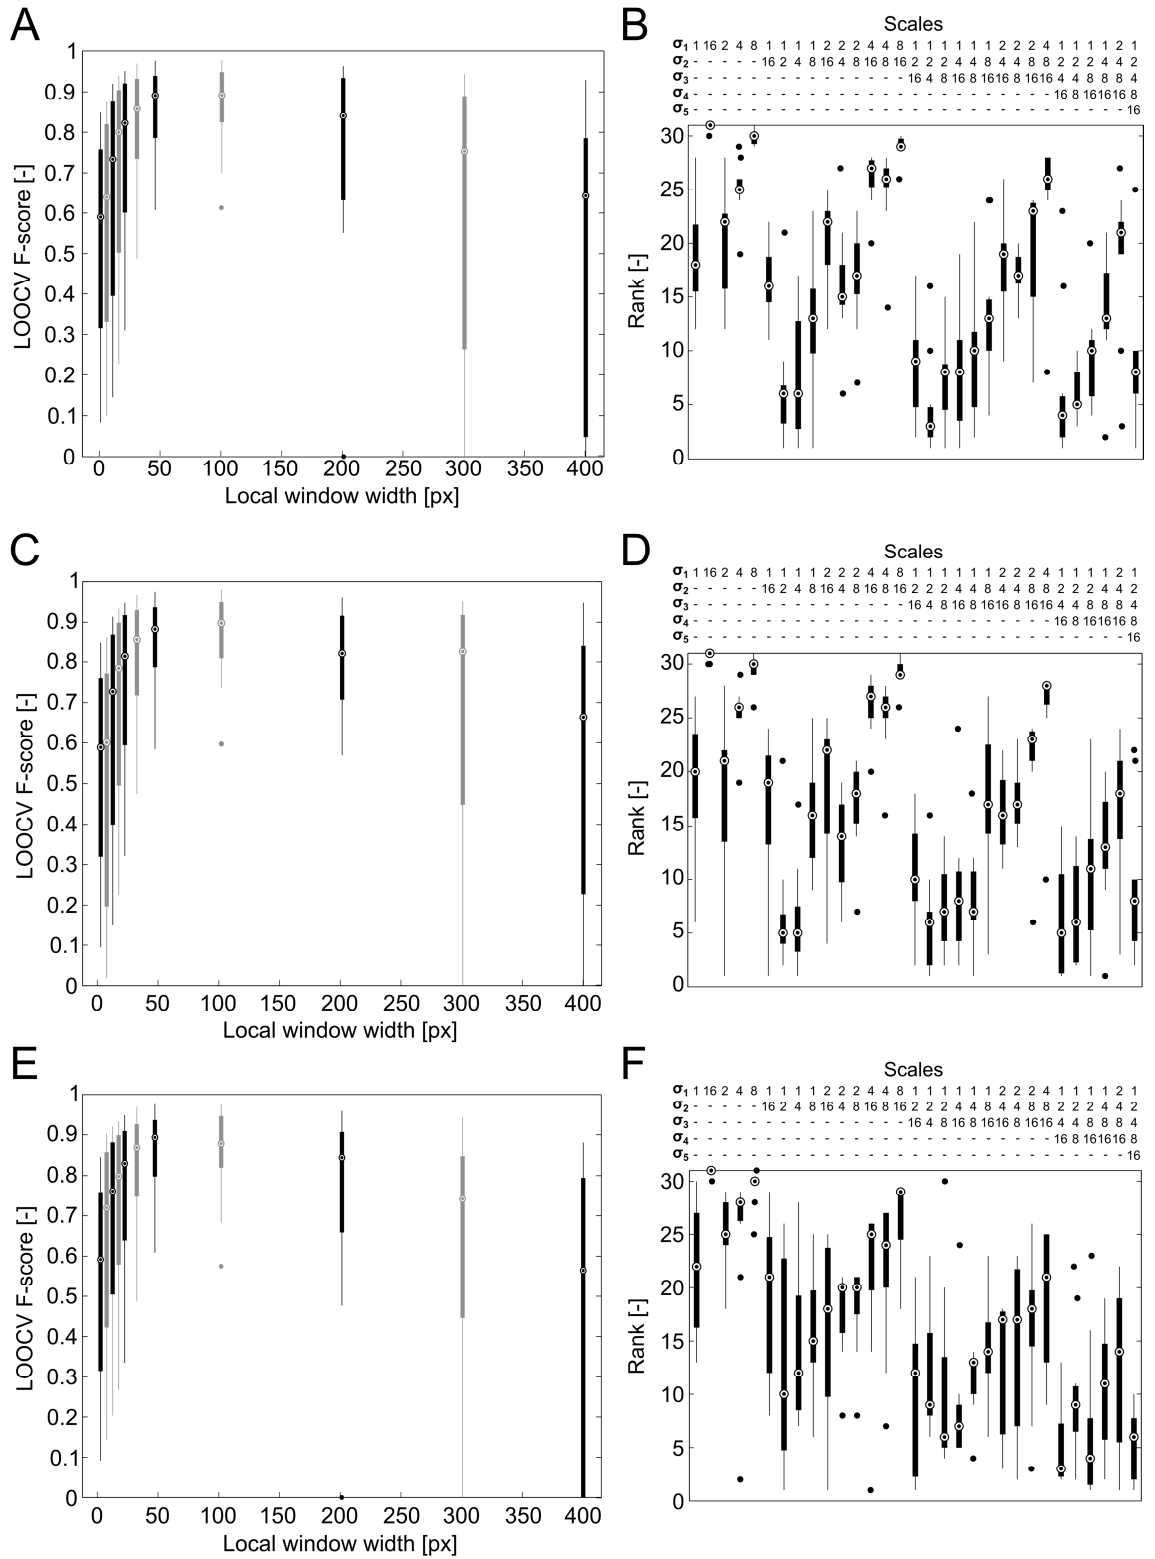 A
1
0.9
0.8
0.7
0.6
0.5
0.4
0.3
0.2
0.1
0
LOOCV F-score [-]
0 50 100 150 200 250 300 350 400
Local window width [px]
B
Scales
σ1 1 16 2 4 8 1 1 1 1 2 2 2 4 4 8 1 1 1 1 1 1 2 2 2 4 1 1 1 1 2 1
σ2 - - - - - 16 2 4 8 16 4 8 16 8 16 2 2 2 4 4 8 4 4 8 8 2 2 2 4 4 2
σ3 - - - - - - - - - - - - - - - 16 4 8 16 8 16 16 8 16 16 4 4 8 8 8 4
σ4 - - - - - - - - - - - - - - - - - - - - - - - - - 16 8 16 16 16 8
σ5 - - - - - - - - - - - - - - - - - - - - - - - - - - - - - - 16
30
25
20
15
10
5
0
Rank [-]
C
1
0.9
0.8
0.7
0.6
0.5
0.4
0.3
0.2
0.1
0
LOOCV F-score [-]
0 50 100 150 200 250 300 350 400
Local window width [px]
D
Scales
σ1 1 16 2 4 8 1 1 1 1 2 2 2 4 4 8 1 1 1 1 1 1 2 2 2 4 1 1 1 1 2 1
σ2 - - - - - 16 2 4 8 16 4 8 16 8 16 2 2 2 4 4 8 4 4 8 8 2 2 2 4 4 2
σ3 - - - - - - - - - - - - - - - 16 4 8 16 8 16 16 8 16 16 4 4 8 8 8 4
σ4 - - - - - - - - - - - - - - - - - - - - - - - - - 16 8 16 16 16 8
σ5 - - - - - - - - - - - - - - - - - - - - - - - - - - - - - - 16
30
25
20
15
10
5
0
Rank [-]
E
1
0.9
0.8
0.7
0.6
0.5
0.4
0.3
0.2
0.1
0
LOOCV F-score [-]
0 50 100 150 200 250 300 350 400
Local window width [px]
F
Scales
σ1 1 16 2 4 8 1 1 1 1 2 2 2 4 4 8 1 1 1 1 1 1 2 2 2 4 1 1 1 1 2 1
σ2 - - - - - 16 2 4 8 16 4 8 16 8 16 2 2 2 4 4 8 4 4 8 8 2 2 2 4 4 2
σ3 - - - - - - - - - - - - - - - 16 4 8 16 8 16 16 8 16 16 4 4 8 8 8 4
σ4 - - - - - - - - - - - - - - - - - - - - - - - - - 16 8 16 16 16 8
σ5 - - - - - - - - - - - - - - - - - - - - - - - - - - - - - - 16
30
25
20
15
10
5
0
Rank [-]